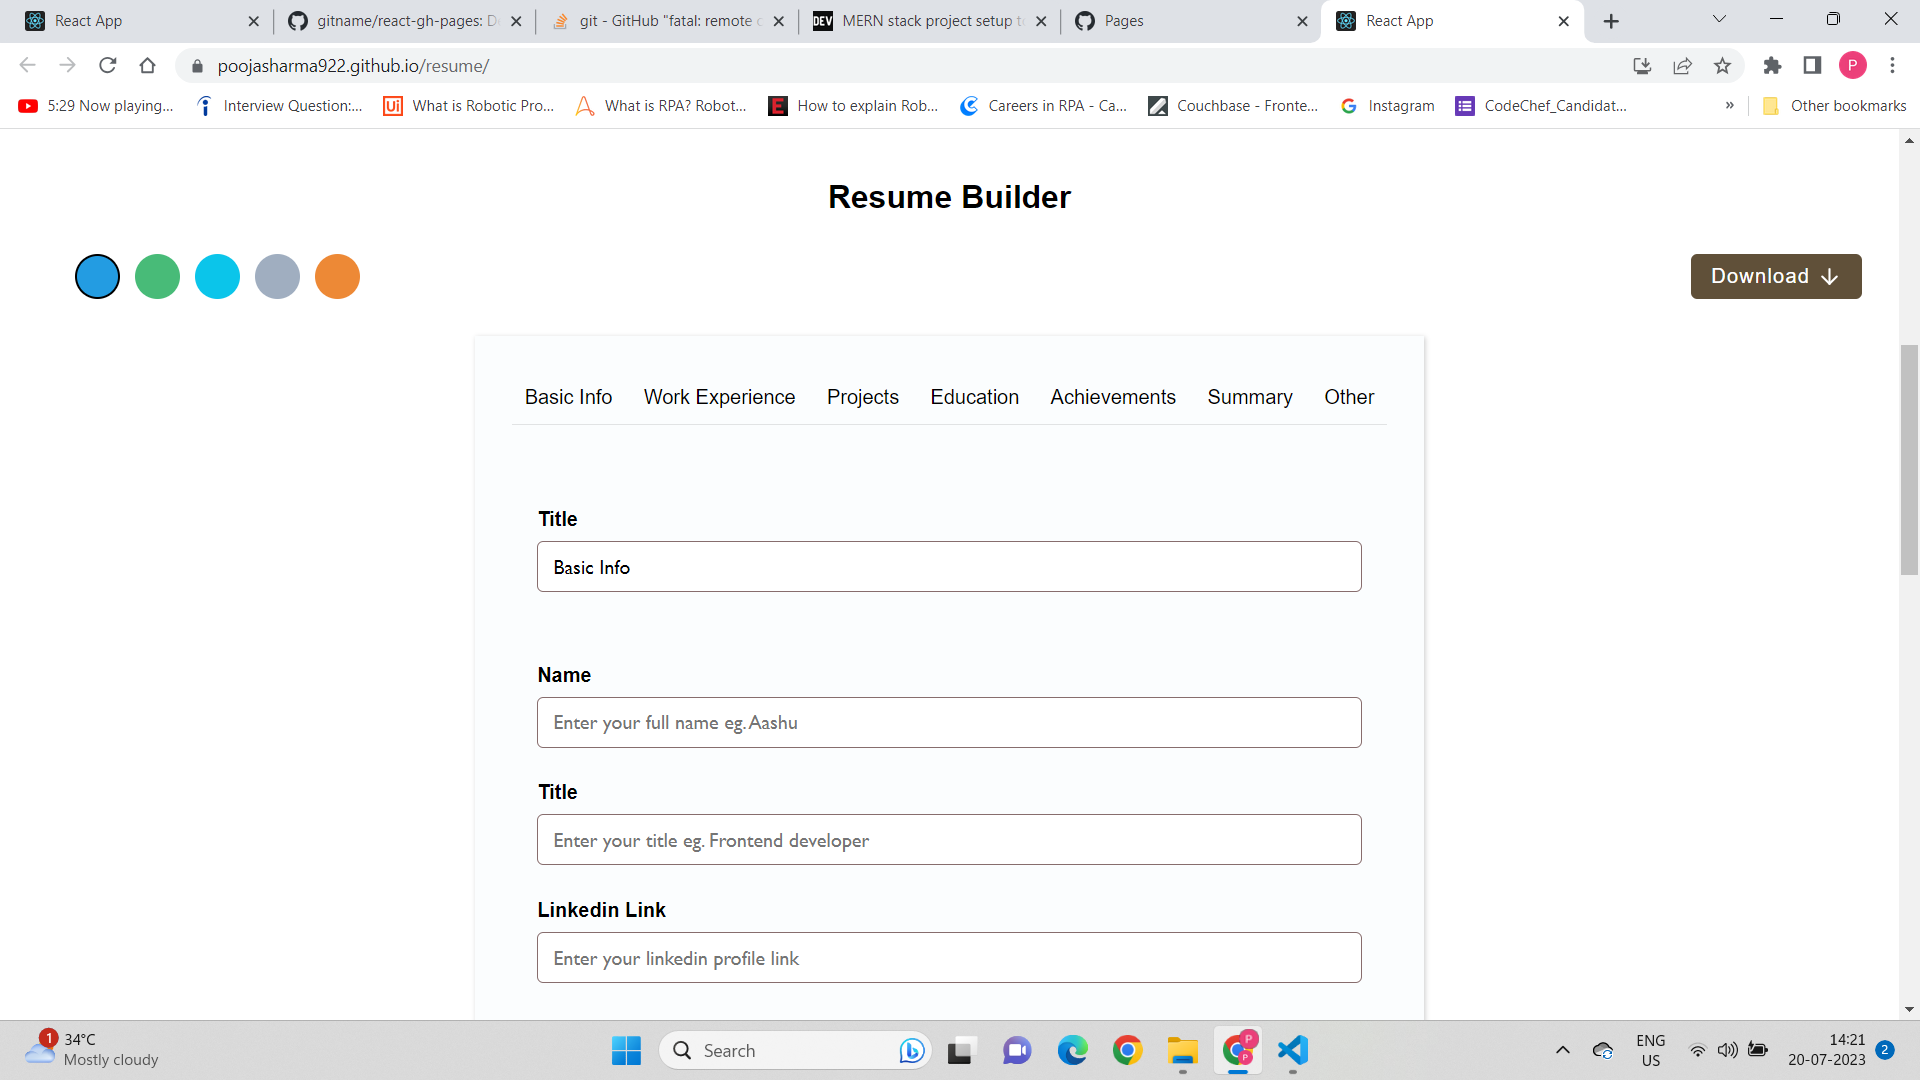 React App
gitname/react-gh-pages: D
git - GitHub "fatal: remote
DEV
MERN stack project setup t
Pages
React App
poojasharma922.github.io/resume/
P
5:29 Now playing...
Interview Question:...
Ui
What is Robotic Pro...
What is RPA? Robot...
E
How to explain Rob...
Careers in RPA - Ca...
Couchbase - Fronte...
Instagram
CodeChef_Candidat...
»
Other bookmarks
Resume Builder
Download
Basic Info Work Experience Projects Education Achievements Summary Other
Title
Basic Info
Name
Enter your full name eg. Aashu
Title
Enter your title eg. Frontend developer
Linkedin Link
Enter your linkedin profile link
1
34°C
Mostly cloudy
Search
P
P
ENG
US
14:21
20-07-2023
2